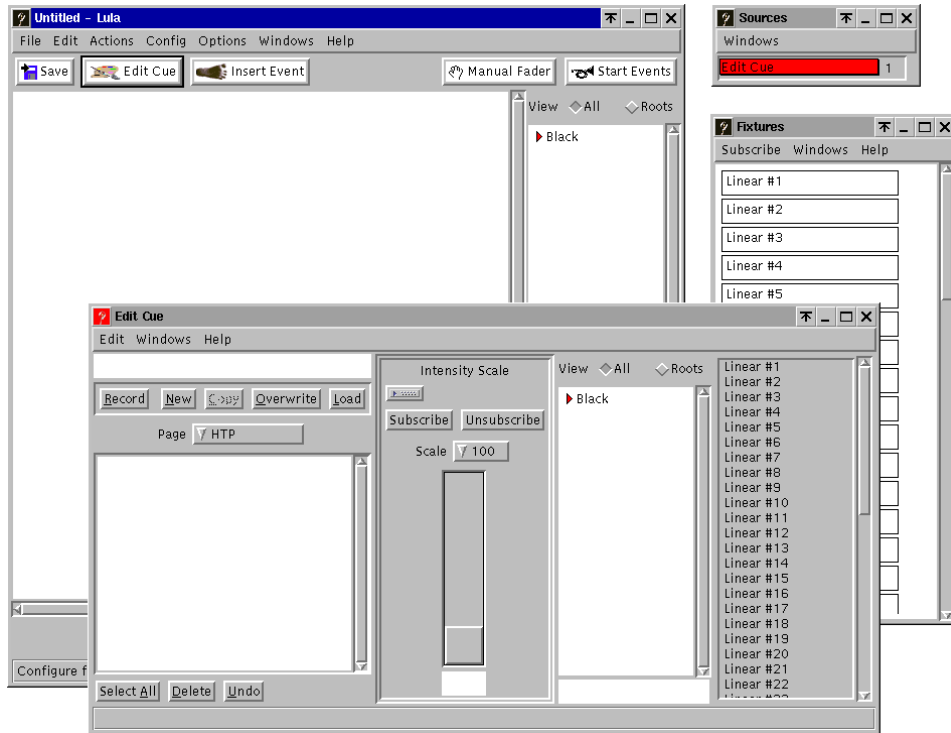 Untitled – Lula
File Edit Actions Config Options Windows Help
Save Edit Cue Insert Event Manual Fader Start Events
View All Roots
Black
Configure f
Sources
Windows
Edit Cue 1
Fixtures
Subscribe Windows Help
Linear #1
Linear #2
Linear #3
Linear #4
Linear #5
Edit Cue
Edit Windows Help
Record New Copy Overwrite Load
Page HTP
Select All Delete Undo
Intensity Scale
Subscribe Unsubscribe
Scale 100
View All Roots
Black
Linear #1
Linear #2
Linear #3
Linear #4
Linear #5
Linear #6
Linear #7
Linear #8
Linear #9
Linear #10
Linear #11
Linear #12
Linear #13
Linear #14
Linear #15
Linear #16
Linear #17
Linear #18
Linear #19
Linear #20
Linear #21
Linear #22